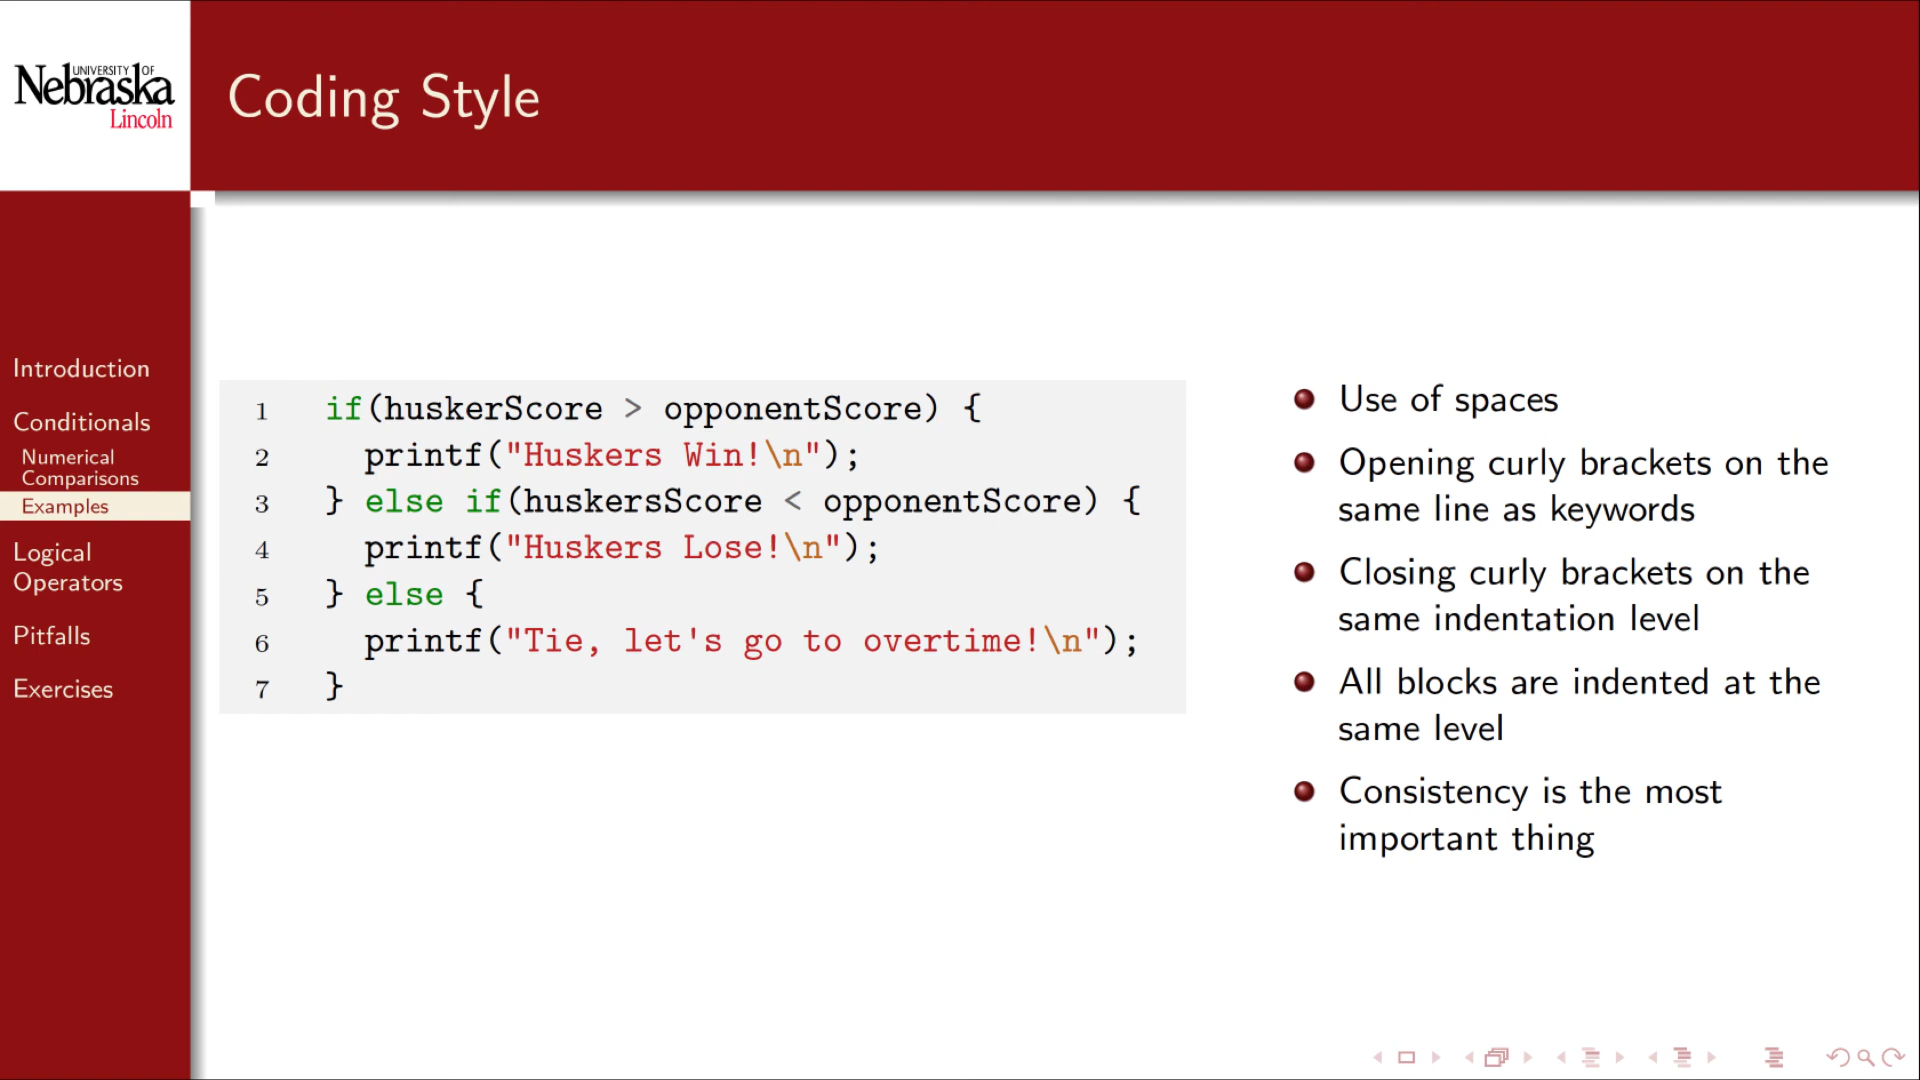 UNIVERSITY OF
Nebraska
Lincoln
Coding Style
Introduction
Conditionals
Numerical
Comparisons
Examples
Logical
Operators
Pitfalls
Exercises
1 if(huskerScore > opponentScore) {
2 printf("Huskers Win!\n");
3 } else if(huskersScore < opponentScore) {
4 printf("Huskers Lose!\n");
5 } else {
6 printf("Tie, let's go to overtime!\n");
7 }
Use of spaces
Opening curly brackets on the
same line as keywords
Closing curly brackets on the
same indentation level
All blocks are indented at the
same level
Consistency is the most
important thing